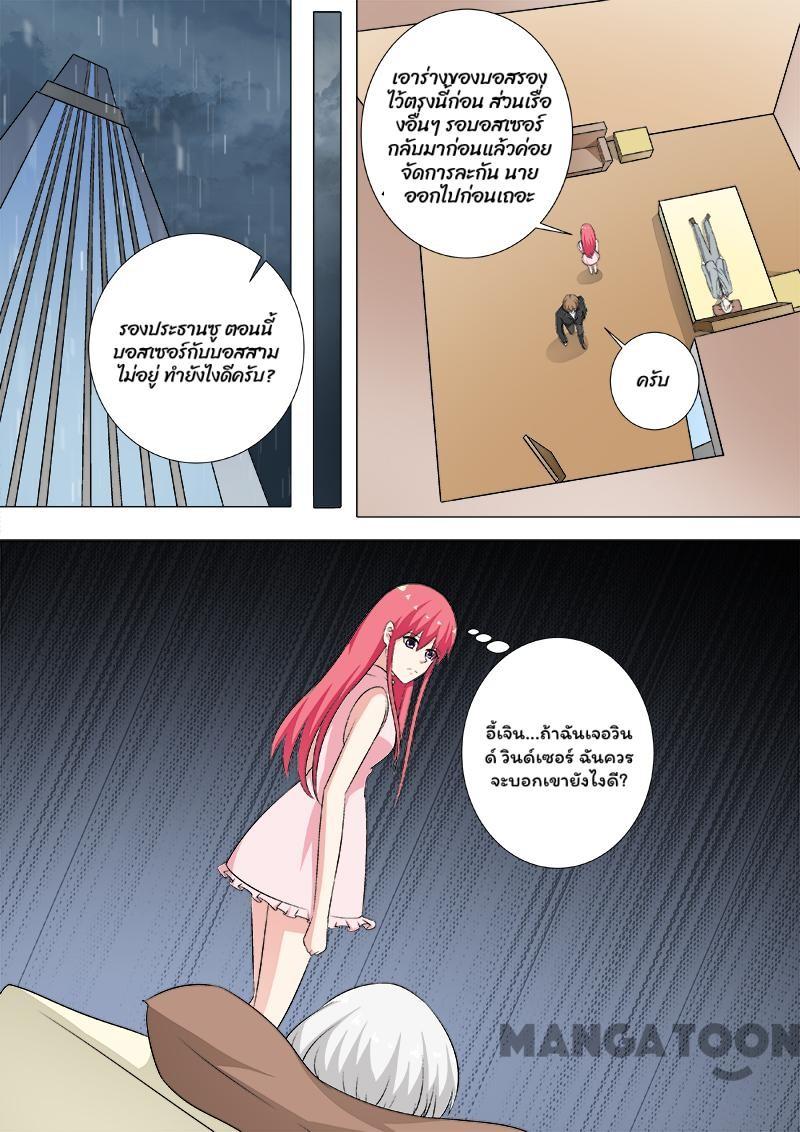 รองประธานซู ตอนนี้
บอสเซอร์กับบอสสาม
ไม่อยู่ ทำยังไงดีครับ?
เอาร่างของบอสรอง
ไว้ตรงนี้ก่อน ส่วนเรื่อ
งอื่นๆ รอบอสเซอร์
กลับมาก่อนแล้วค่อย
จัดการละกัน นาย
ออกไปก่อนเถอะ
ครับ
อี้เจิน...ถ้าฉันเจอวิน
ด์ วินด์เซอร์ ฉันควร
จะบอกเขายังไงดี?
MANGATOON